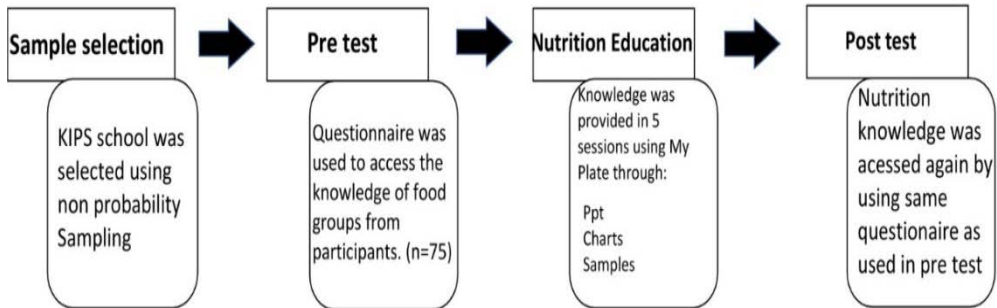 Sample selection
KIPS school was
selected using
non probability
Sampling
Pre test
Questionnaire was
used to access the
knowledge of food
groups from
participants. (n=75)
Nutrition Education
Knowledge was
provided in 5
sessions using My
Plate through:
Ppt
Charts
Samples
Post test
Nutrition
knowledge was
acessed again by
using same
questionaire as
used in pre test